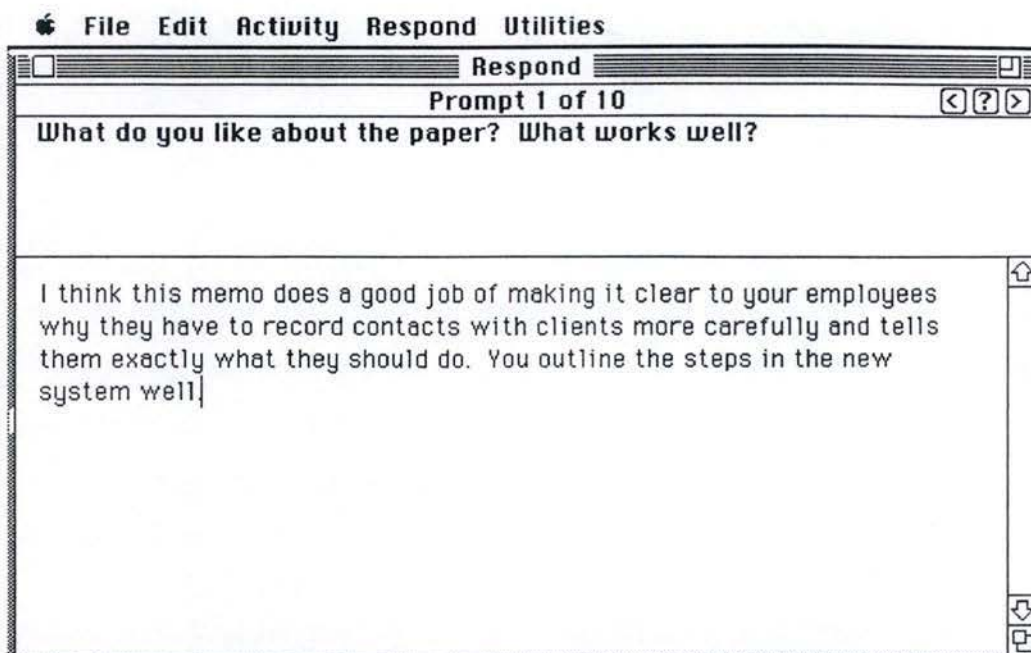 File Edit Activity Respond Utilities
Respond
Prompt 1 of 10 < ? >
What do you like about the paper? What works well?
I think this memo does a good job of making it clear to your employees
why they have to record contacts with clients more carefully and tells
them exactly what they should do. You outline the steps in the new
system well.